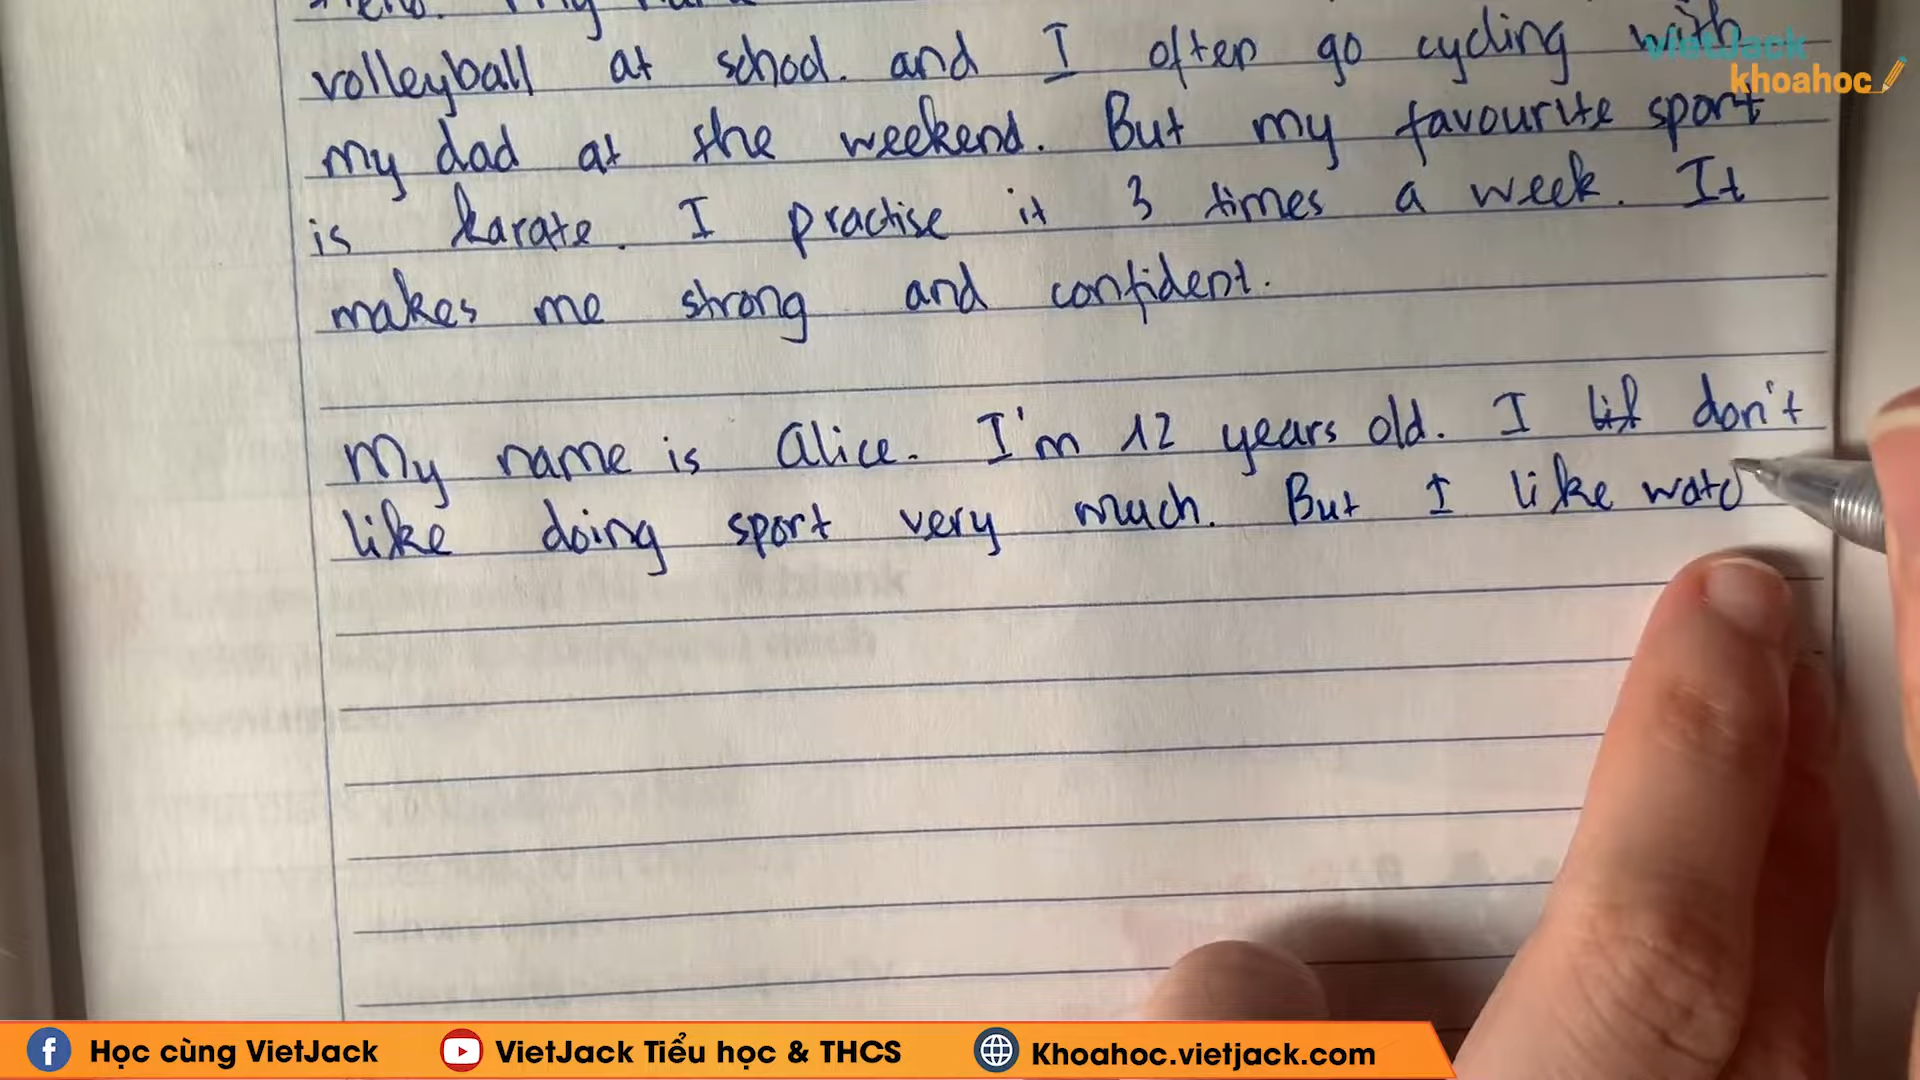 volleyball at school. and I often go cycling with
vietJack
khoahoc
my dad at the weekend. But my favourite sport
is karate. I practise it 3 times a week. It
makes me strong and confident.
My name is Alice. I'm 12 years old. I don't
like doing sport very much. But I like watc
Học cùng VietJack
VietJack Tiểu học & THCS
Khoahoc.vietjack.com